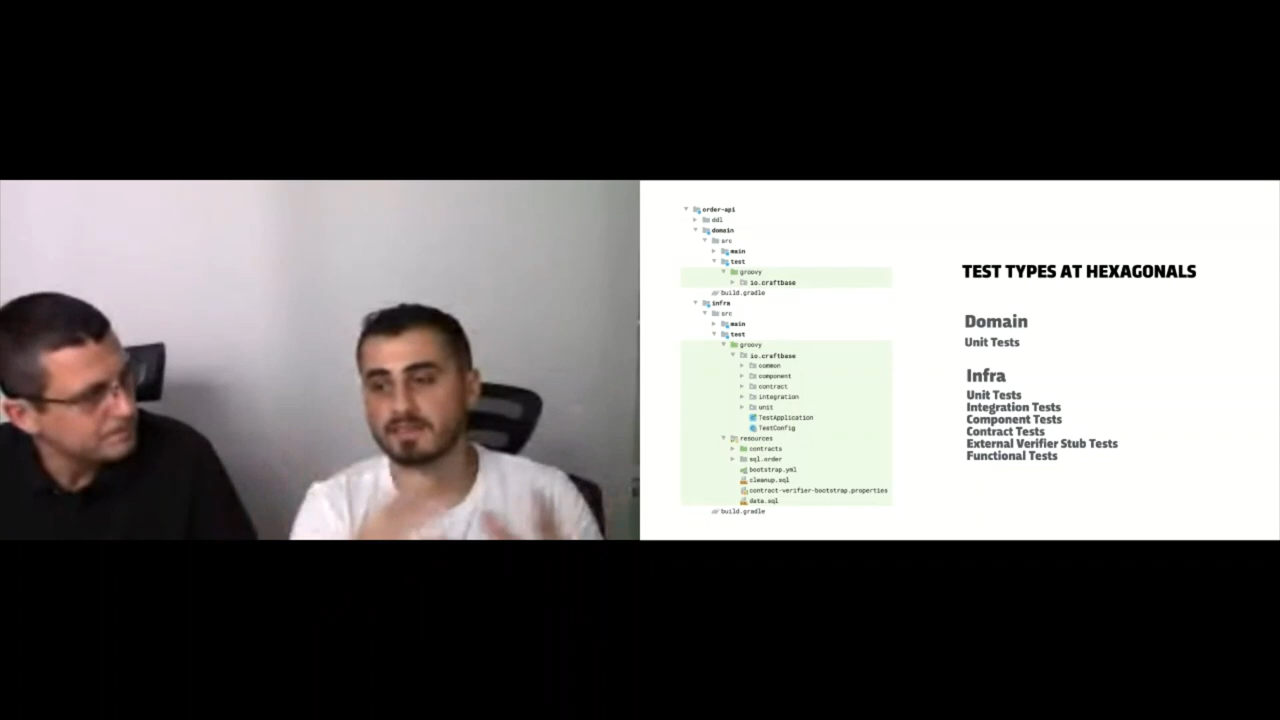 order-api
ddl
domain
src
main
test
groovy
io.craftbase
build.gradle
infra
src
main
test
groovy
io.craftbase
common
component
contract
integration
unit
TestApplication
TestConfig
resources
contracts
sql.order
bootstrap.yml
cleanup.sql
contract-verifier-bootstrap.properties
data.sql
build.gradle
TEST TYPES AT HEXAGONALS
Domain
Unit Tests
Infra
Unit Tests
Integration Tests
Component Tests
Contract Tests
External Verifier Stub Tests
Functional Tests